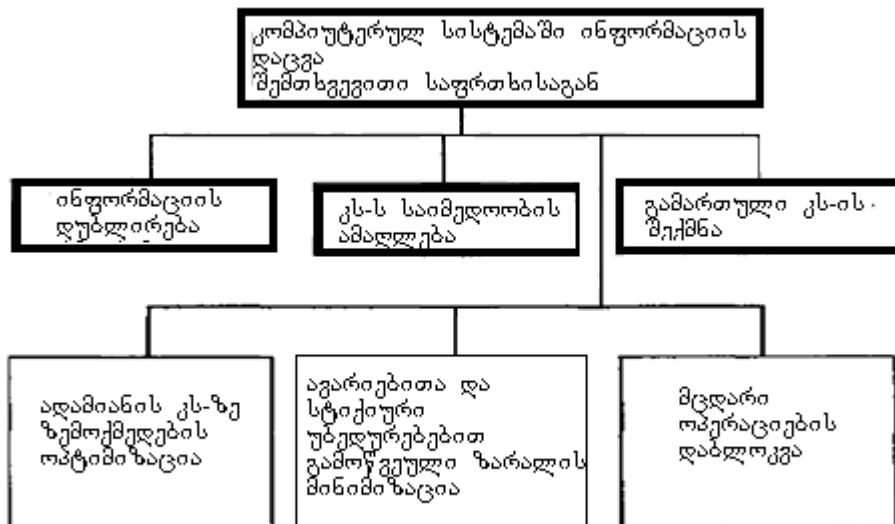 კომპიუტერულ სისტემაში ინფორმაციის
დაცვა
შემთხვევითი საფრთხისაგან
ინფორმაციის
დუბლირება
კს-ს საიმედოობის
ამაღლება
გამართული კს-ის
შექმნა
ადამიანის კს-ზე
ზემოქმედების
ოპტიმიზაცია
ავარიებითა და
სტიქიური
უბედურებებით
გამოწვეული ზარალის
მინიმიზაცია
მცდარი
ოპერაციების
დაბლოკვა